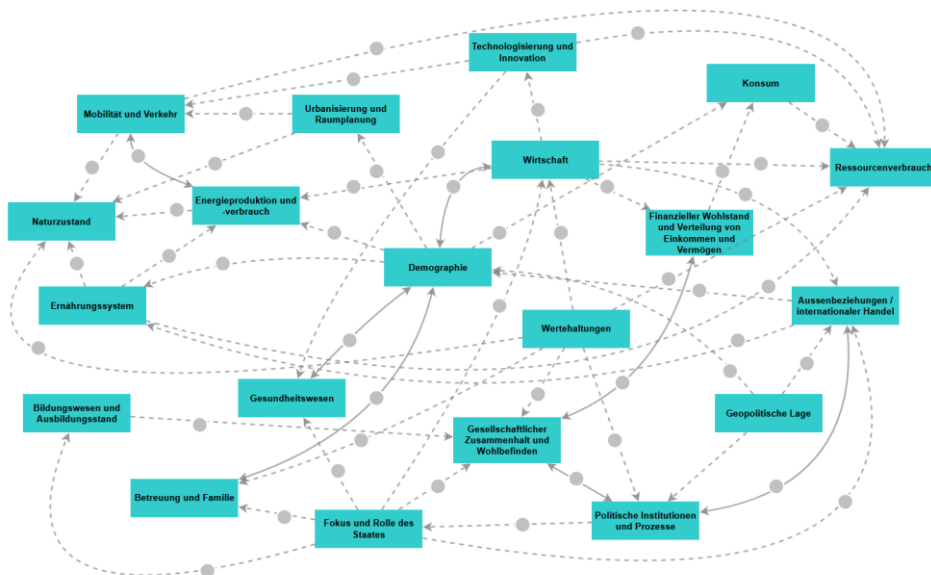 Technologisierung und
Innovation
Konsum
Mobilität und Verkehr
Urbanisierung und
Raumplanung
Wirtschaft
Ressourcenverbrauch
Naturzustand
Energieproduktion und
-verbrauch
Finanzieller Wohlstand
und Verteilung von
Einkommen und
Vermögen
Demographie
Ernährungssystem
Aussenbeziehungen /
internationaler Handel
Wertehaltungen
Gesundheitswesen
Bildungswesen und
Ausbildungsstand
Geopolitische Lage
Gesellschaftlicher
Zusammenhalt und
Wohlbefinden
Betreuung und Familie
Fokus und Rolle des
Staates
Politische Institutionen
und Prozesse